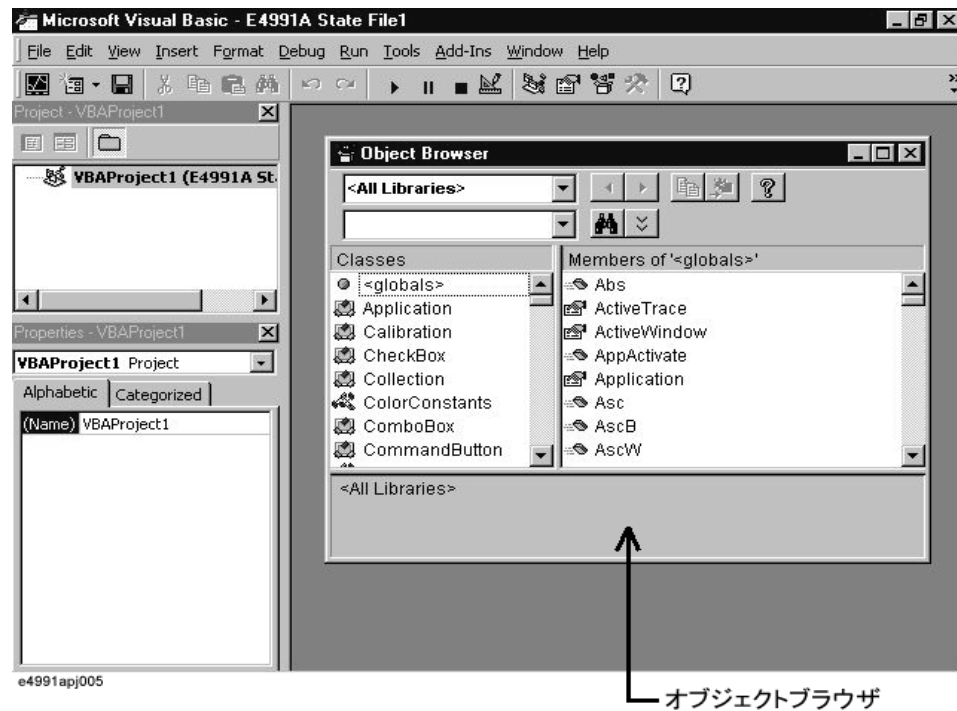 Microsoft Visual Basic - E4991A State File1
File Edit View Insert Format Debug Run Tools Add-Ins Window Help
Project - VBAProject1
VBAProject1 (E4991A St
Properties - VBAProject1
VBAProject1 Project
Alphabetic Categorized
(Name) VBAProject1
Object Browser
<All Libraries>
Classes
<globals>
Application
Calibration
CheckBox
Collection
ColorConstants
ComboBox
CommandButton
Members of '<globals>'
Abs
ActiveTrace
ActiveWindow
AppActivate
Application
Asc
AscB
AscW
<All Libraries>
e4991apj005
オブジェクトブラウザ